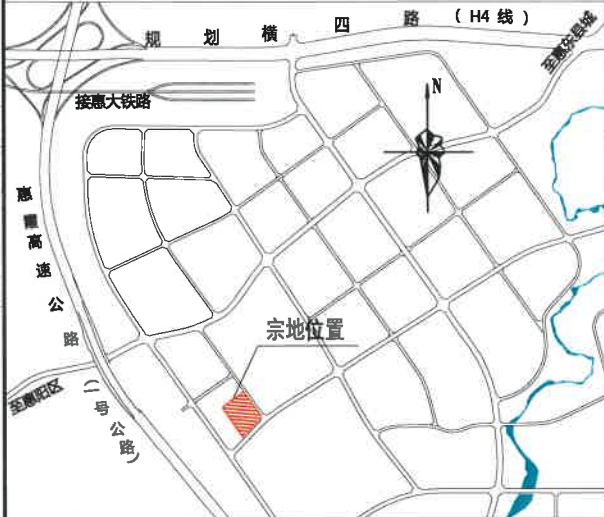 规划横四路（H4 线）
至惠东县城
接惠大铁路
N
惠霞高速公路（一号公路）
宗地位置
至惠阳区